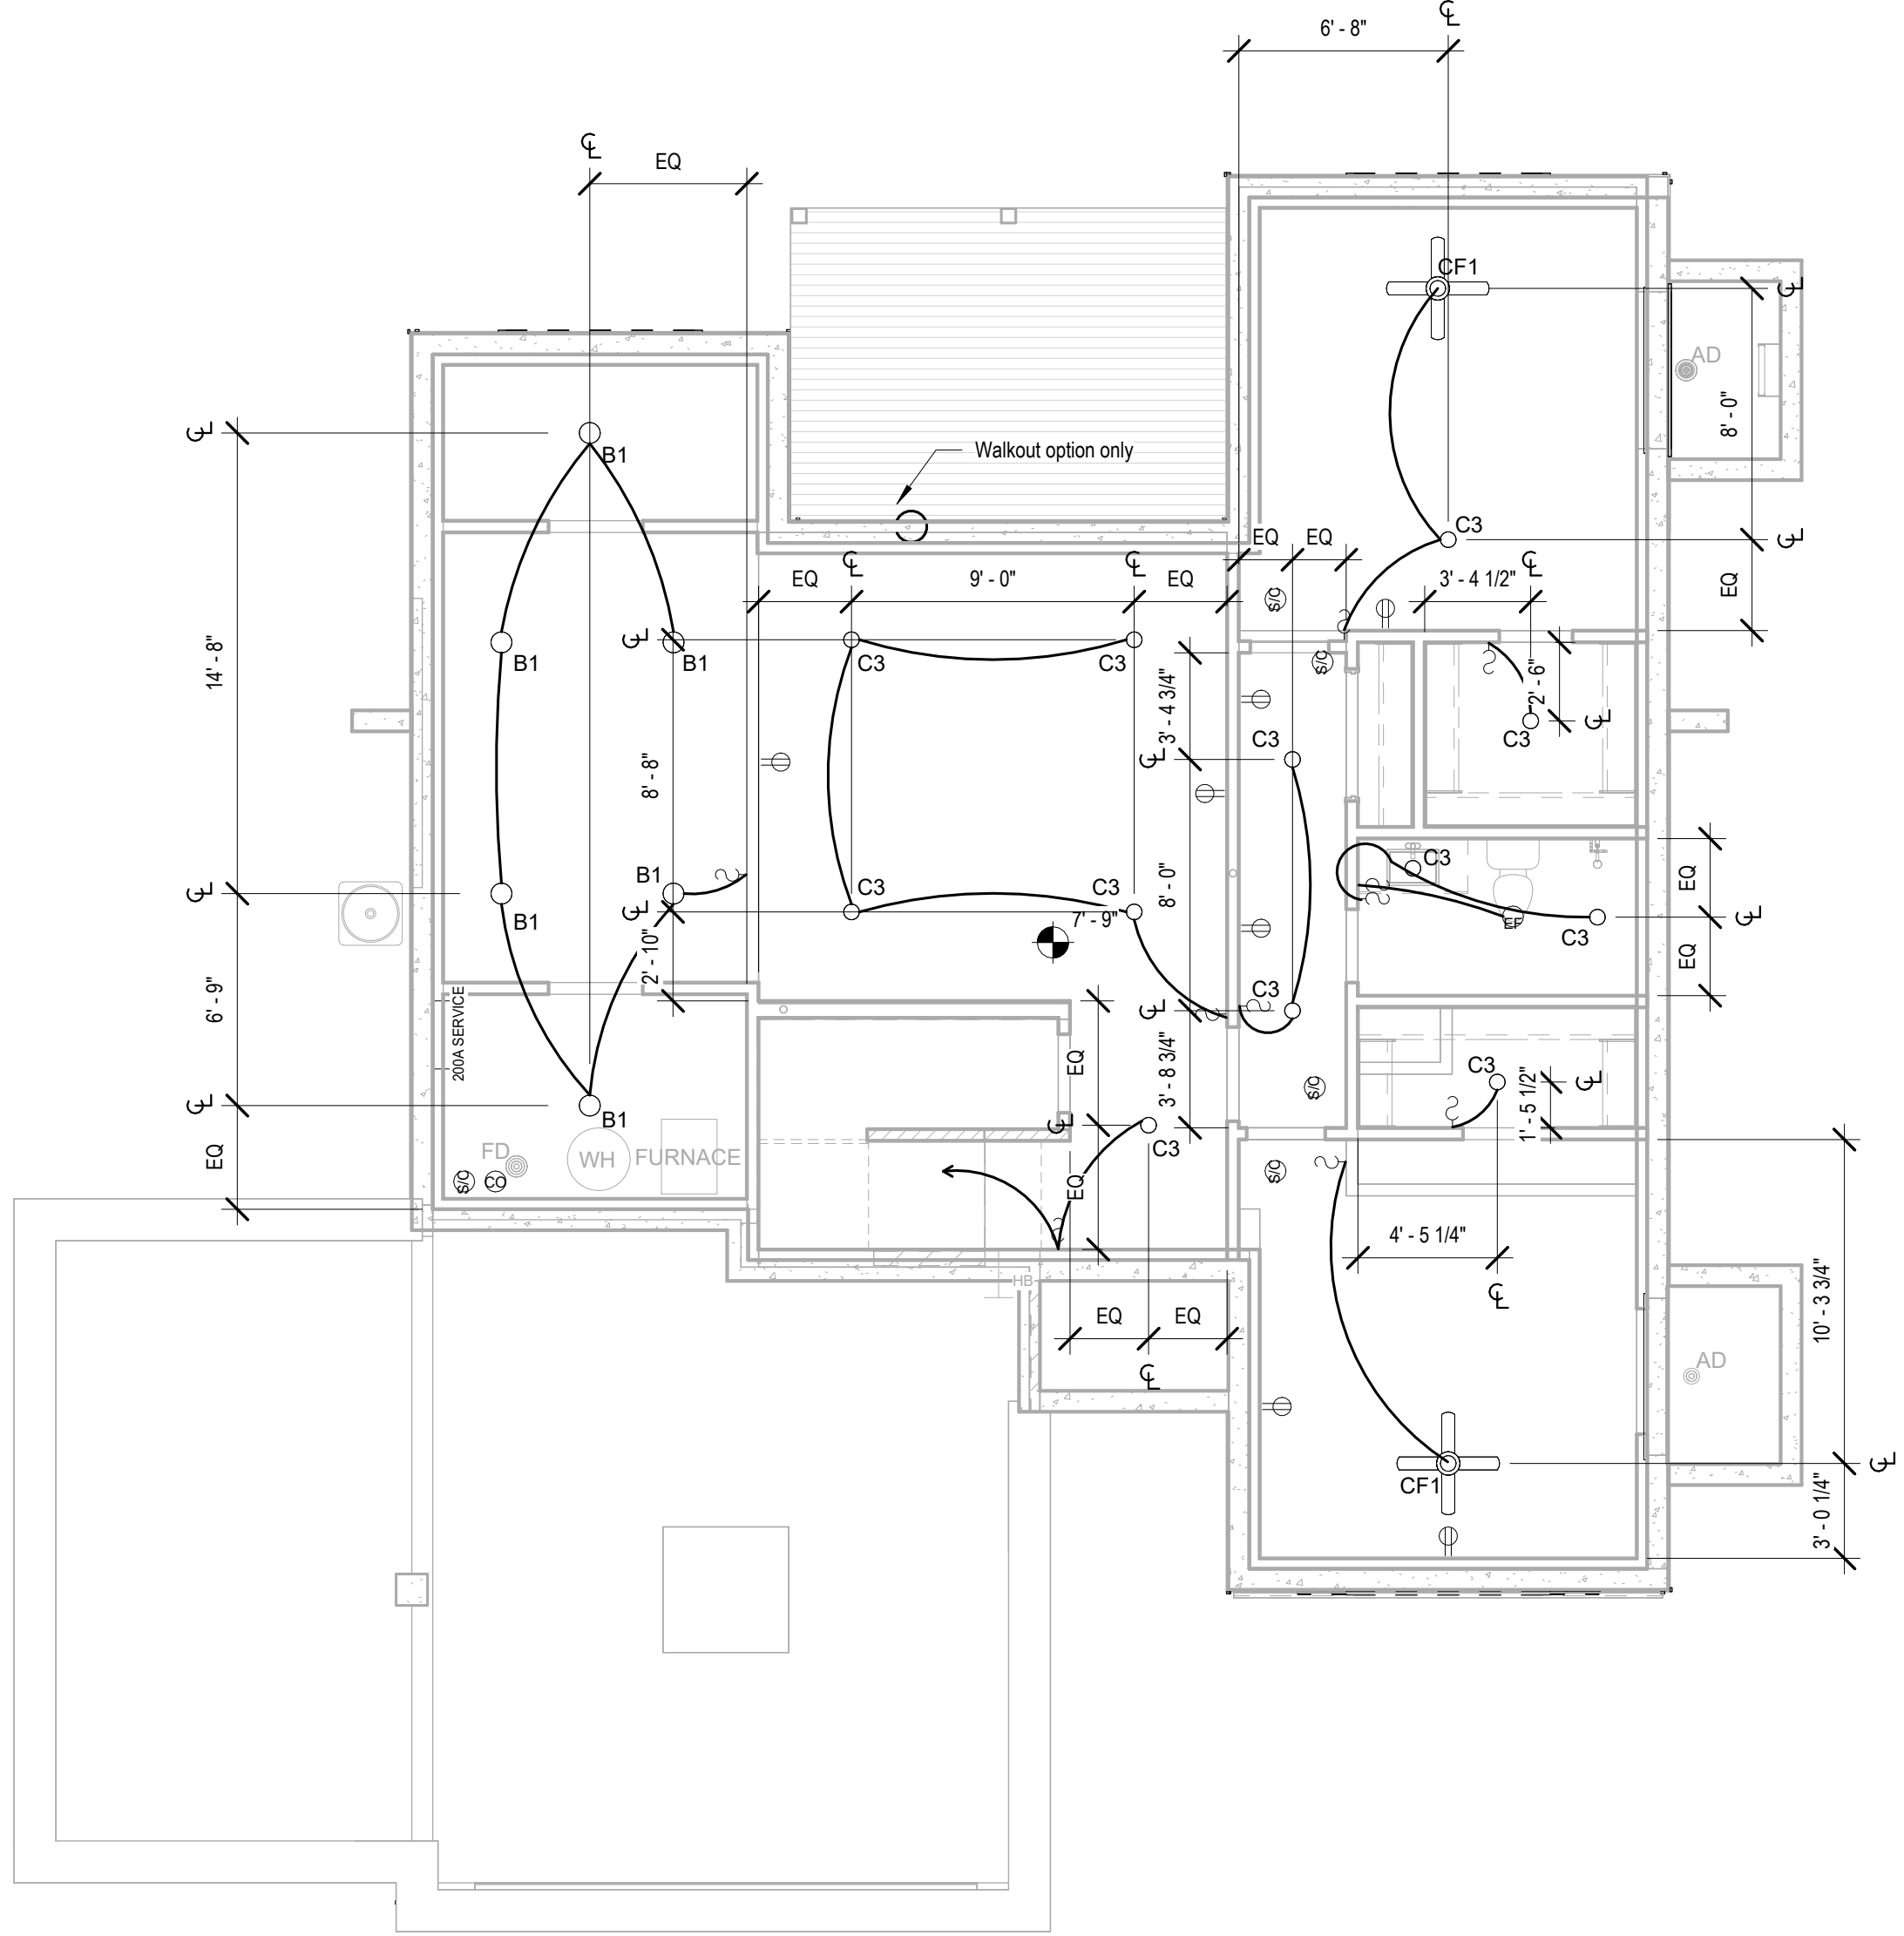 ℄
6' - 8"
℄
EQ
CF1
℄
AD
8' - 0"
℄
B1
Walkout option only
C3
℄
EQ
EQ
EQ
℄
9' - 0"
℄
EQ
S/C
3' - 4 1/2"
℄
EQ
14' - 8"
B1
℄
B1
C3
C3
S/C
2' - 6"
℄
C3
3' - 4 3/4"
8' - 8"
℄
C3
8' - 0"
℄
B1
B1
℄
C3
C3
7' - 9"
C3
EF
C3
EQ
℄
EQ
2' - 10"
6' - 9"
200A SERVICE
C3
℄
EQ
3' - 8 3/4"
S/C
C3
℄
1' - 5 1/2"
℄
B1
℄
C3
EQ
FD
WH
FURNACE
S/C
CO
EQ
S/C
4' - 5 1/4"
℄
10' - 3 3/4"
HB
EQ
EQ
℄
AD
CF1
℄
3' - 0 1/4"